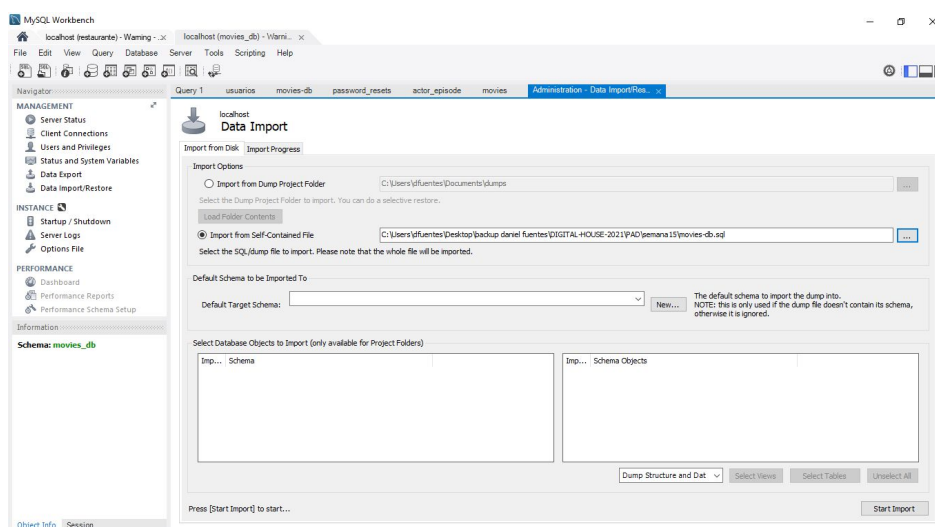 MySQL Workbench
localhost (restaurante) - Warning - ... x
localhost (movies_db) - Warni... x
File Edit View Query Database Server Tools Scripting Help
Navigator
Query 1 usuarios movies-db password_resets actor_episode movies Administration - Data Import/Res... x
MANAGEMENT
Server Status
Client Connections
Users and Privileges
Status and System Variables
Data Export
Data Import/Restore
INSTANCE
Startup / Shutdown
Server Logs
Options File
PERFORMANCE
Dashboard
Performance Reports
Performance Schema Setup
Information
Schema: movies_db
Object Info Session
localhost
Data Import
Import from Disk Import Progress
Import Options
Import from Dump Project Folder C:\Users\dfuentes\Documents\dumps ...
Select the Dump Project Folder to import. You can do a selective restore.
Load Folder Contents
Import from Self-Contained File C:\Users\dfuentes\Desktop\backup daniel fuentes\DIGITAL-HOUSE-2021\PAD\semana15\movies-db.sql ...
Select the SQL/dump file to import. Please note that the whole file will be imported.
Default Schema to be Imported To
Default Target Schema: New...
The default schema to import the dump into.
NOTE: this is only used if the dump file doesn't contain its schema,
otherwise it is ignored.
Select Database Objects to Import (only available for Project Folders)
Imp... Schema
Imp... Schema Objects
Dump Structure and Dat Select Views Select Tables Unselect All
Press [Start Import] to start...
Start Import